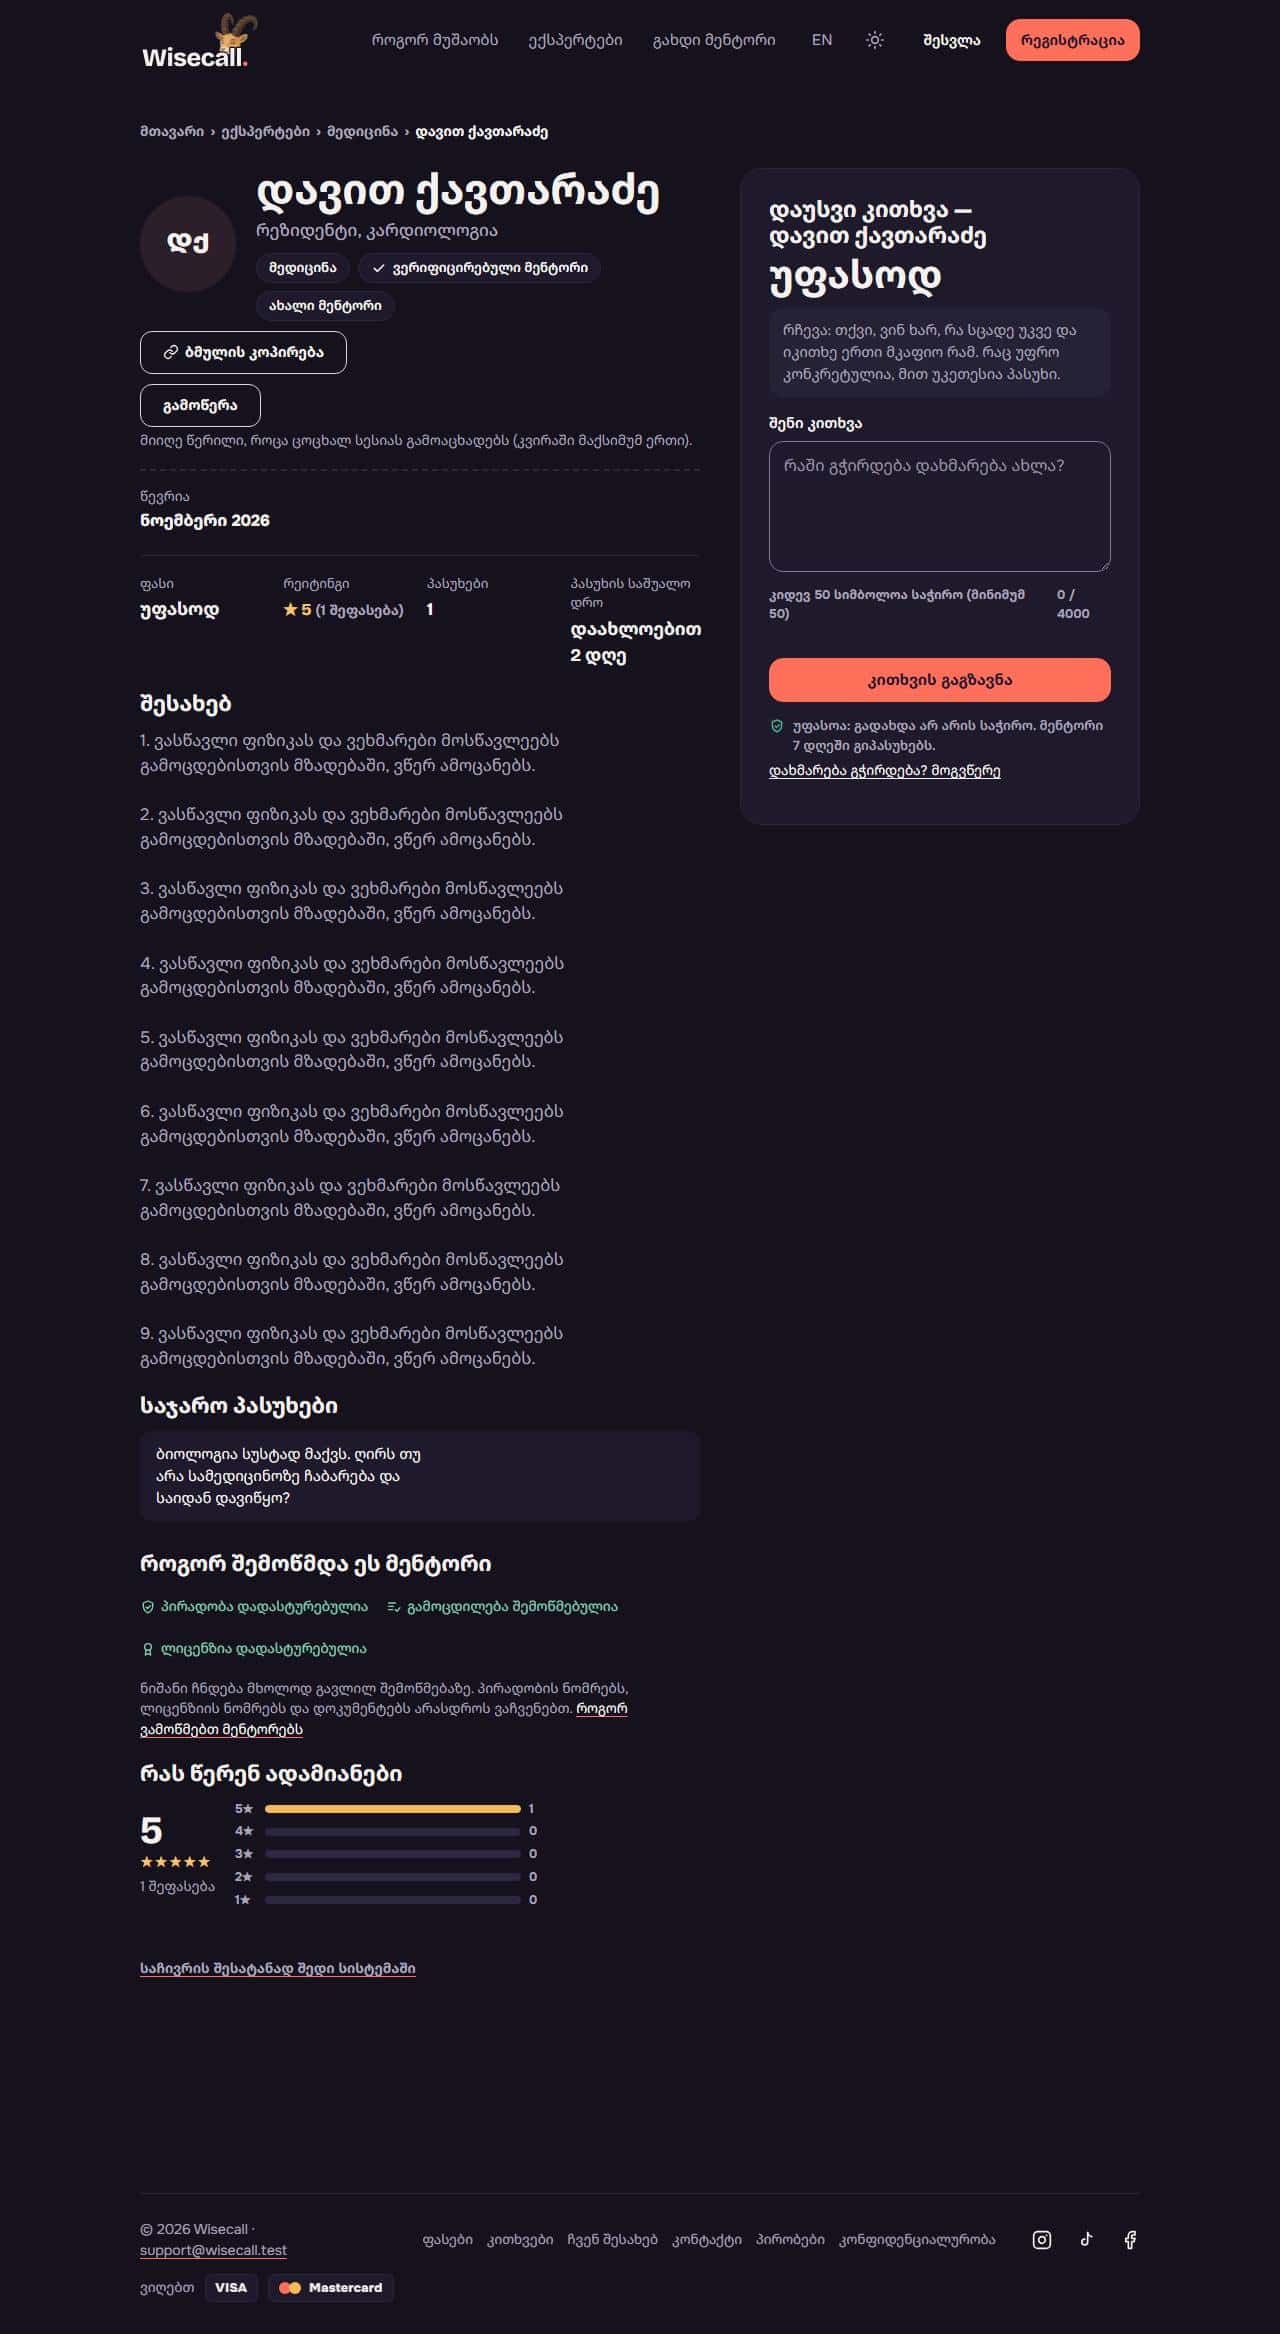 Wisecall.
როგორ მუშაობს ექსპერტები გახდი მენტორი EN შესვლა რეგისტრაცია
მთავარი › ექსპერტები › მედიცინა › დავით ქავთარაძე
დქ
დავით ქავთარაძე
რეზიდენტი, კარდიოლოგია
მედიცინა ვერიფიცირებული მენტორი
ახალი მენტორი
ბმულის კოპირება
გამოწერა
მიიღე წერილი, როცა ცოცხალ სესიას გამოაცხადებს (კვირაში მაქსიმუმ ერთი).
წევრია
ნოემბერი 2026
ფასი
უფასოდ
რეიტინგი
★ 5 (1 შეფასება)
პასუხები
1
პასუხის საშუალო
დრო
დაახლოებით
2 დღე
შესახებ
1. ვასწავლი ფიზიკას და ვეხმარები მოსწავლეებს
გამოცდებისთვის მზადებაში, ვწერ ამოცანებს.
2. ვასწავლი ფიზიკას და ვეხმარები მოსწავლეებს
გამოცდებისთვის მზადებაში, ვწერ ამოცანებს.
3. ვასწავლი ფიზიკას და ვეხმარები მოსწავლეებს
გამოცდებისთვის მზადებაში, ვწერ ამოცანებს.
4. ვასწავლი ფიზიკას და ვეხმარები მოსწავლეებს
გამოცდებისთვის მზადებაში, ვწერ ამოცანებს.
5. ვასწავლი ფიზიკას და ვეხმარები მოსწავლეებს
გამოცდებისთვის მზადებაში, ვწერ ამოცანებს.
6. ვასწავლი ფიზიკას და ვეხმარები მოსწავლეებს
გამოცდებისთვის მზადებაში, ვწერ ამოცანებს.
7. ვასწავლი ფიზიკას და ვეხმარები მოსწავლეებს
გამოცდებისთვის მზადებაში, ვწერ ამოცანებს.
8. ვასწავლი ფიზიკას და ვეხმარები მოსწავლეებს
გამოცდებისთვის მზადებაში, ვწერ ამოცანებს.
9. ვასწავლი ფიზიკას და ვეხმარები მოსწავლეებს
გამოცდებისთვის მზადებაში, ვწერ ამოცანებს.
საჯარო პასუხები
ბიოლოგია სუსტად მაქვს. ღირს თუ
არა სამედიცინოზე ჩაბარება და
საიდან დავიწყო?
როგორ შემოწმდა ეს მენტორი
პირადობა დადასტურებულია გამოცდილება შემოწმებულია
ლიცენზია დადასტურებულია
ნიშანი ჩნდება მხოლოდ გავლილ შემოწმებაზე. პირადობის ნომრებს,
ლიცენზიის ნომრებს და დოკუმენტებს არასდროს ვაჩვენებთ. როგორ
ვამოწმებთ მენტორებს
რას წერენ ადამიანები
5
★★★★★
1 შეფასება
5★ 1
4★ 0
3★ 0
2★ 0
1★ 0
საჩივრის შესატანად შედი სისტემაში
დაუსვი კითხვა —
დავით ქავთარაძე
უფასოდ
რჩევა: თქვი, ვინ ხარ, რა სცადე უკვე და
იკითხე ერთი მკაფიო რამ. რაც უფრო
კონკრეტულია, მით უკეთესია პასუხი.
შენი კითხვა
რაში გჭირდება დახმარება ახლა?
კიდევ 50 სიმბოლოა საჭირო (მინიმუმ
50)
0 /
4000
კითხვის გაგზავნა
უფასოა: გადახდა არ არის საჭირო. მენტორი
7 დღეში გიპასუხებს.
დახმარება გჭირდება? მოგვწერე
© 2026 Wisecall ·
support@wisecall.test
ფასები კითხვები ჩვენ შესახებ კონტაქტი პირობები კონფიდენციალურობა
ვიღებთ VISA Mastercard